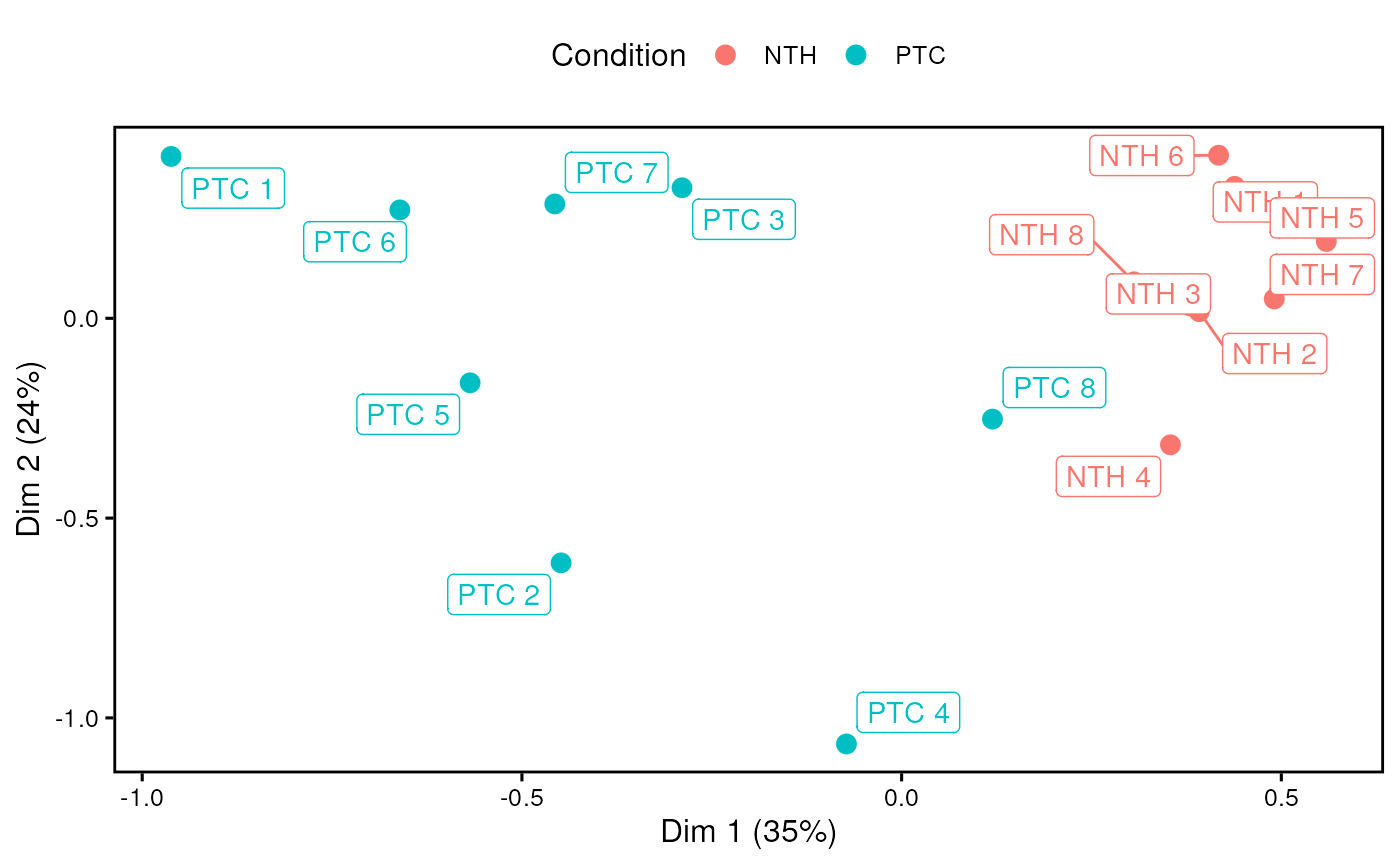 Condition NTH PTC
NTH 6
PTC 7
PTC 1
NTH 1
NTH 5
PTC 3
NTH 8
PTC 6
NTH 7
NTH 3
0.0
NTH 2
PTC 8
PTC 5
NTH 4
-0.5
PTC 2
PTC 4
-1.0
-1.0 -0.5 0.0 0.5
Dim 1 (35%)
Dim 2 (24%)